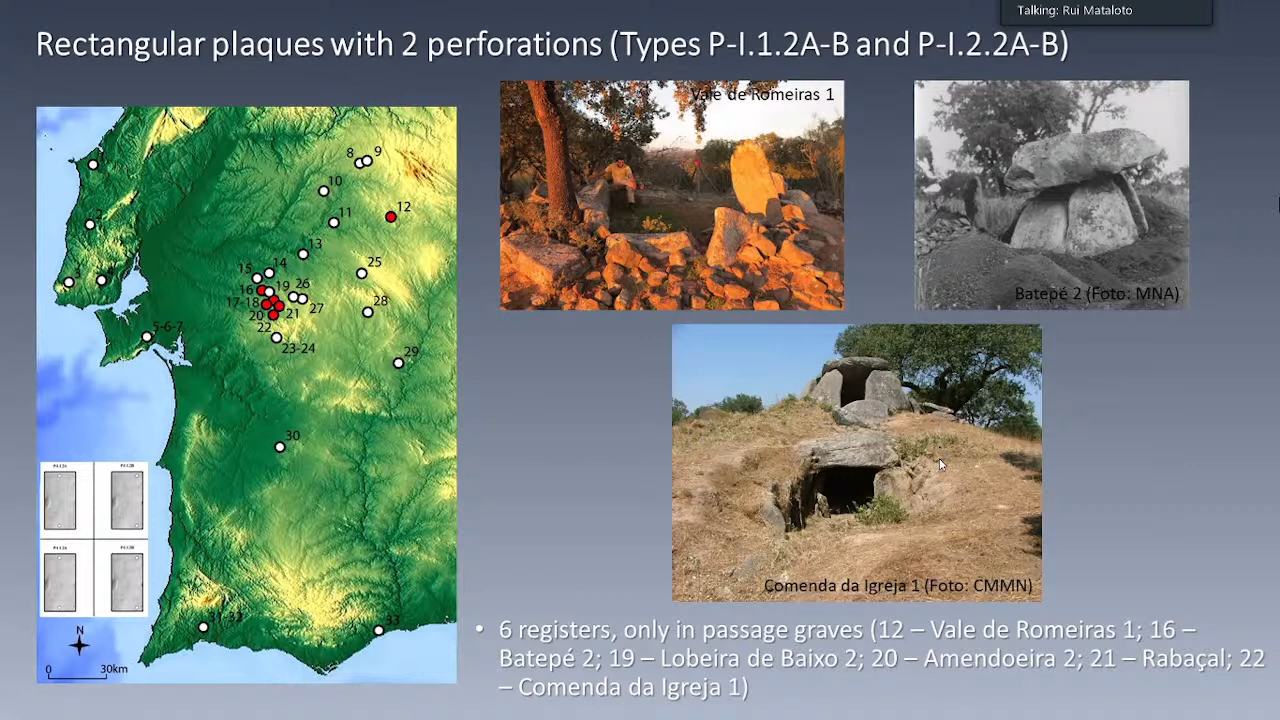 Talking: Rui Mataloto
Rectangular plaques with 2 perforations (Types P-I.1.2A-B and P-I.2.2A-B)
Vale de Romeiras 1
Batepé 2 (Foto: MNA)
Comenda da Igreja 1 (Foto: CMMN)
8
9
10
11
12
13
14
15
16
19
26
25
17-18
27
28
20
21
22
23-24
29
5-6-7
30
31-32
33
N
0
30km
• 6 registers, only in passage graves (12 – Vale de Romeiras 1; 16 –
Batepé 2; 19 – Lobeira de Baixo 2; 20 – Amendoeira 2; 21 – Rabaçal; 22
– Comenda da Igreja 1)